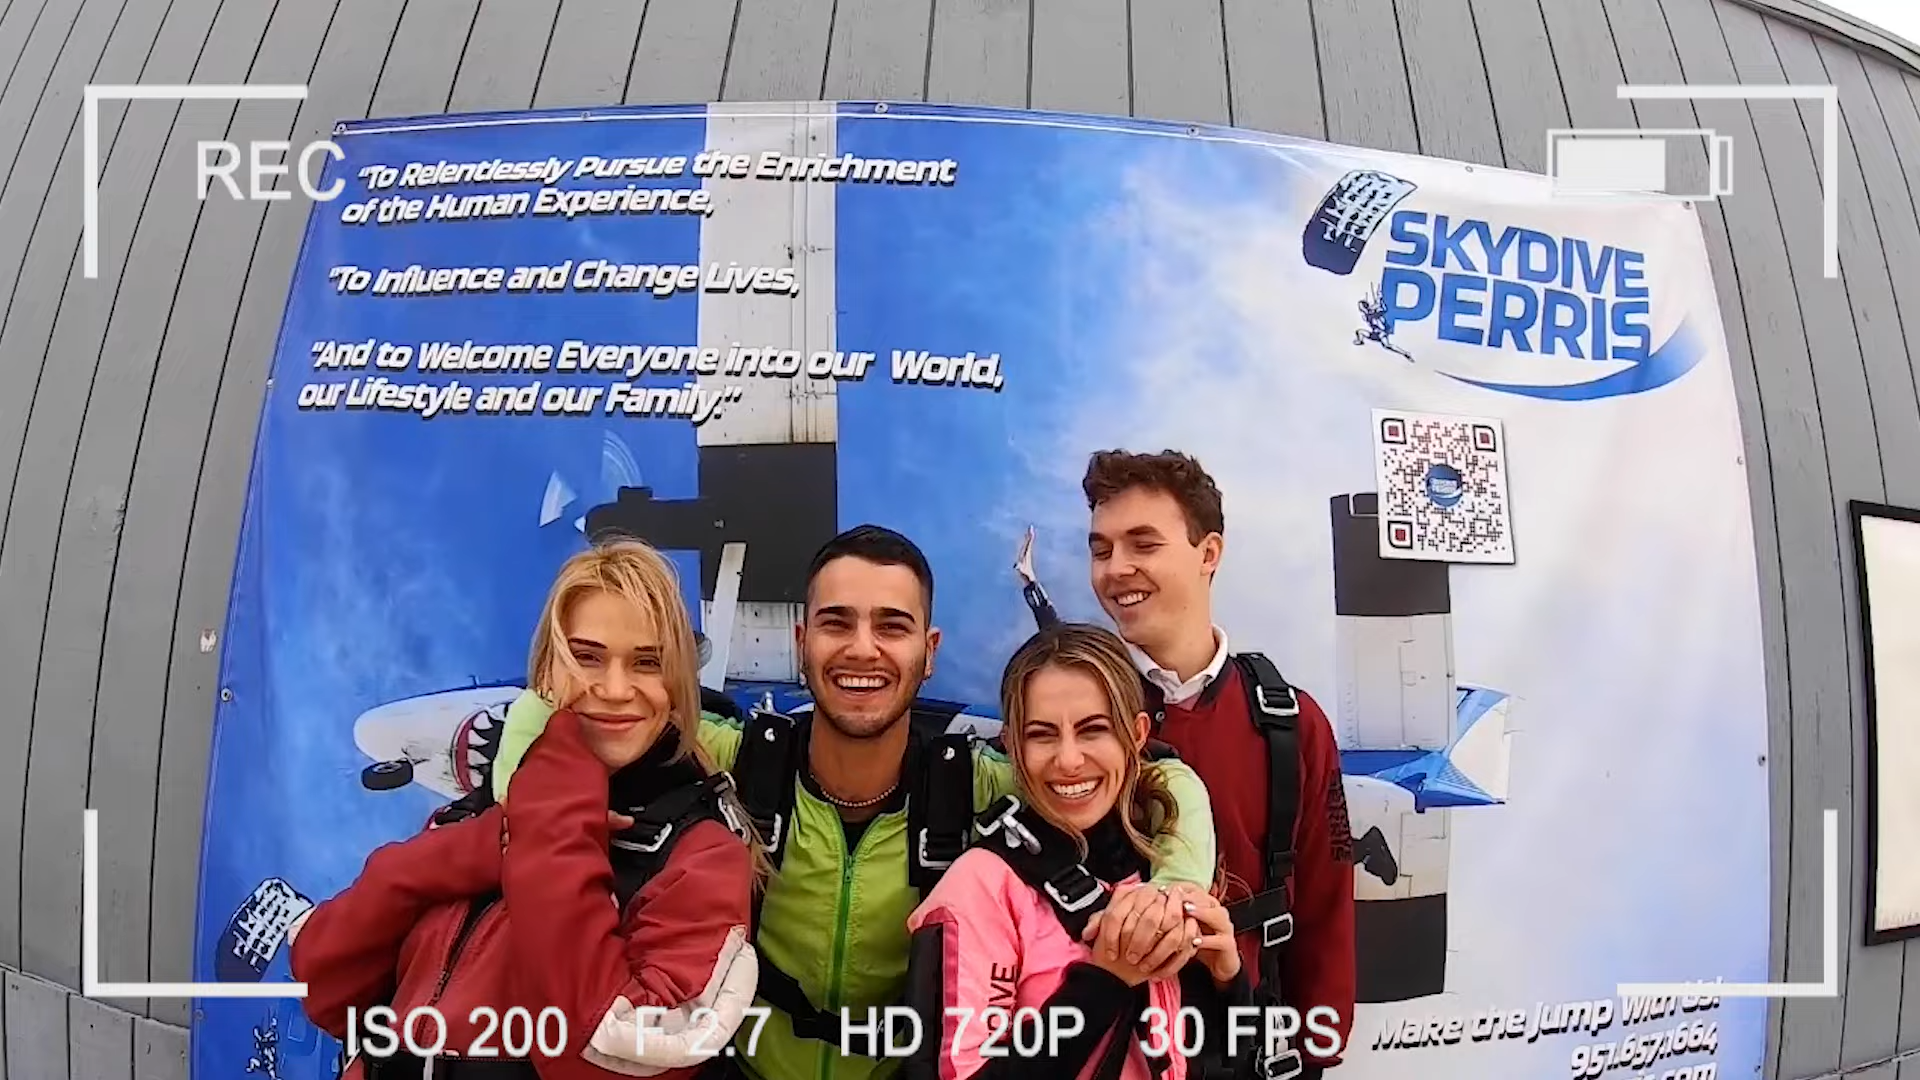 REC
“To Relentlessly Pursue the Enrichment
of the Human Experience,
"To Influence and Change Lives,
"And to Welcome Everyone into our World,
our Lifestyle and our Family."
SKYDIVE
PERRIS
Make the Jump With Us!
951.657.1664
.com
ISO 200 F 2.7 HD 720P 30 FPS